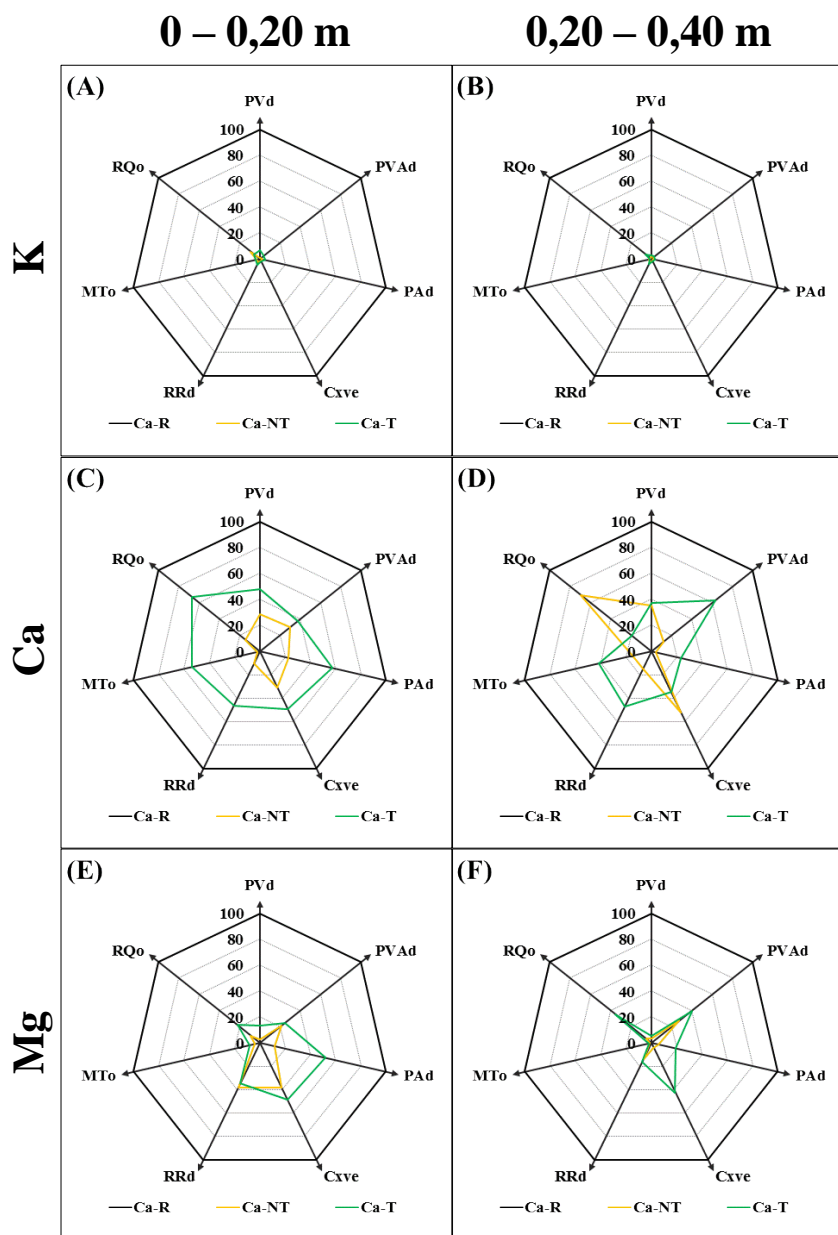 0 – 0,20 m
0,20 – 0,40 m
K
(A)
PVd
100
80
60
40
20
0
RQo
PVAd
MTo
PAd
RRd
Cxve
Ca-R
Ca-NT
Ca-T
(B)
PVd
100
80
60
40
20
0
RQo
PVAd
MTo
PAd
RRd
Cxve
Ca-R
Ca-NT
Ca-T
Ca
(C)
PVd
100
80
60
40
20
0
RQo
PVAd
MTo
PAd
RRd
Cxve
Ca-R
Ca-NT
Ca-T
(D)
PVd
100
80
60
40
20
0
RQo
PVAd
MTo
PAd
RRd
Cxve
Ca-R
Ca-NT
Ca-T
Mg
(E)
PVd
100
80
60
40
20
0
RQo
PVAd
MTo
PAd
RRd
Cxve
Ca-R
Ca-NT
Ca-T
(F)
PVd
100
80
60
40
20
0
RQo
PVAd
MTo
PAd
RRd
Cxve
Ca-R
Ca-NT
Ca-T